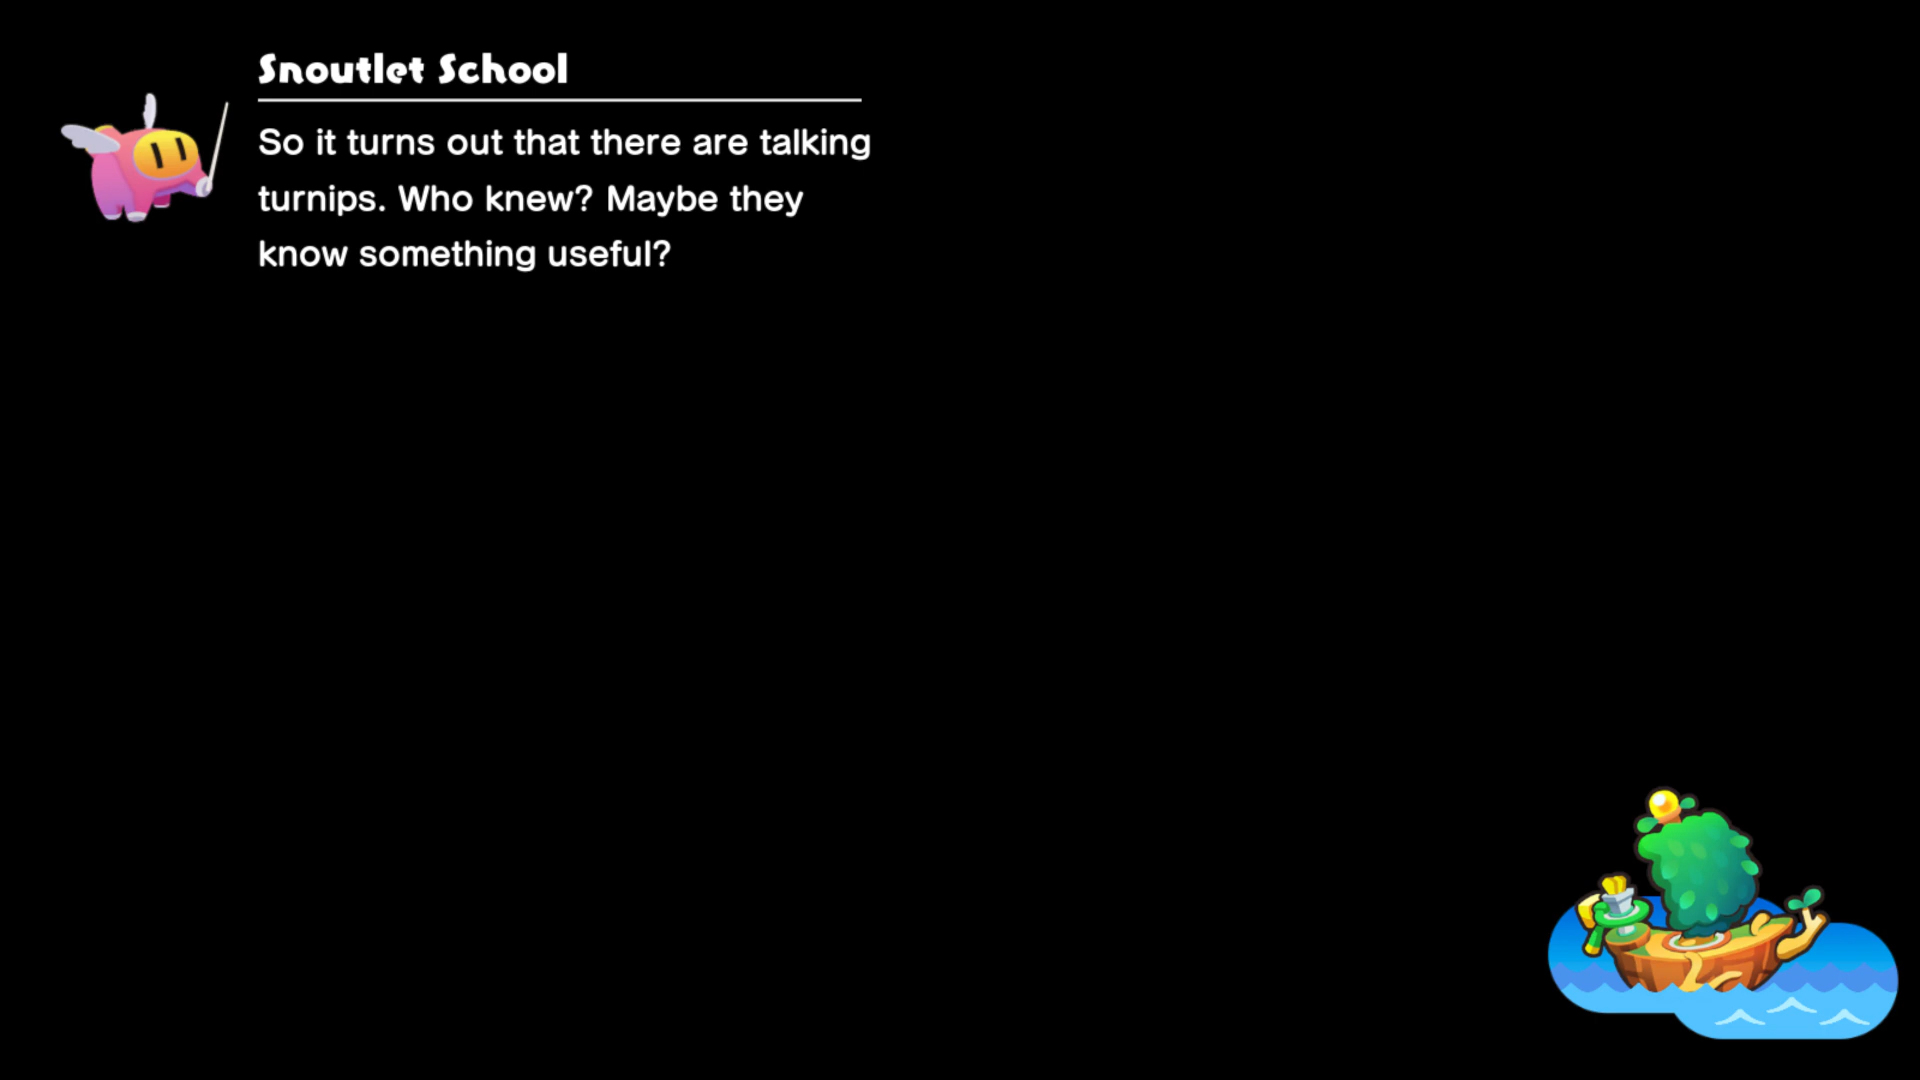 Snoutlet School
So it turns out that there are talking
turnips. Who knew? Maybe they
know something useful?